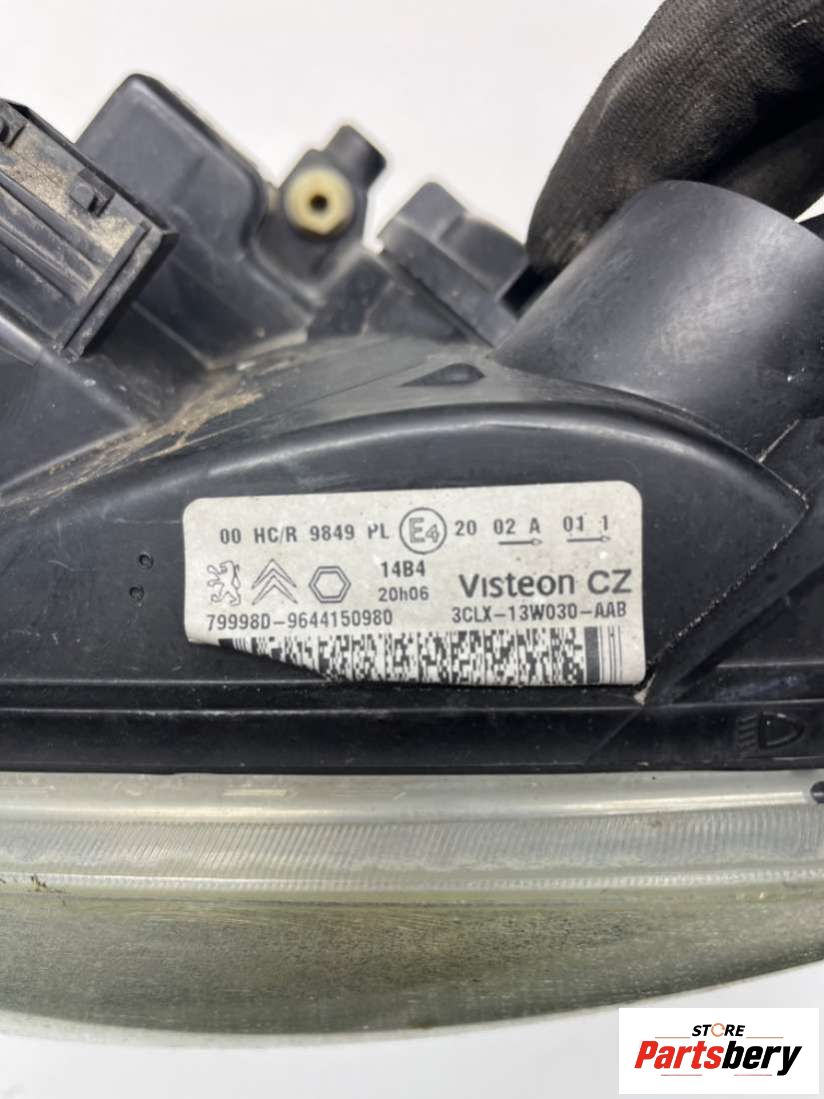 00 HC/R 9849 PL E4 20 02 A 01 1
14B4
20h06
Visteon CZ
79998D-9644150980
3CLX-13W030-AAB
STORE
Partsbery